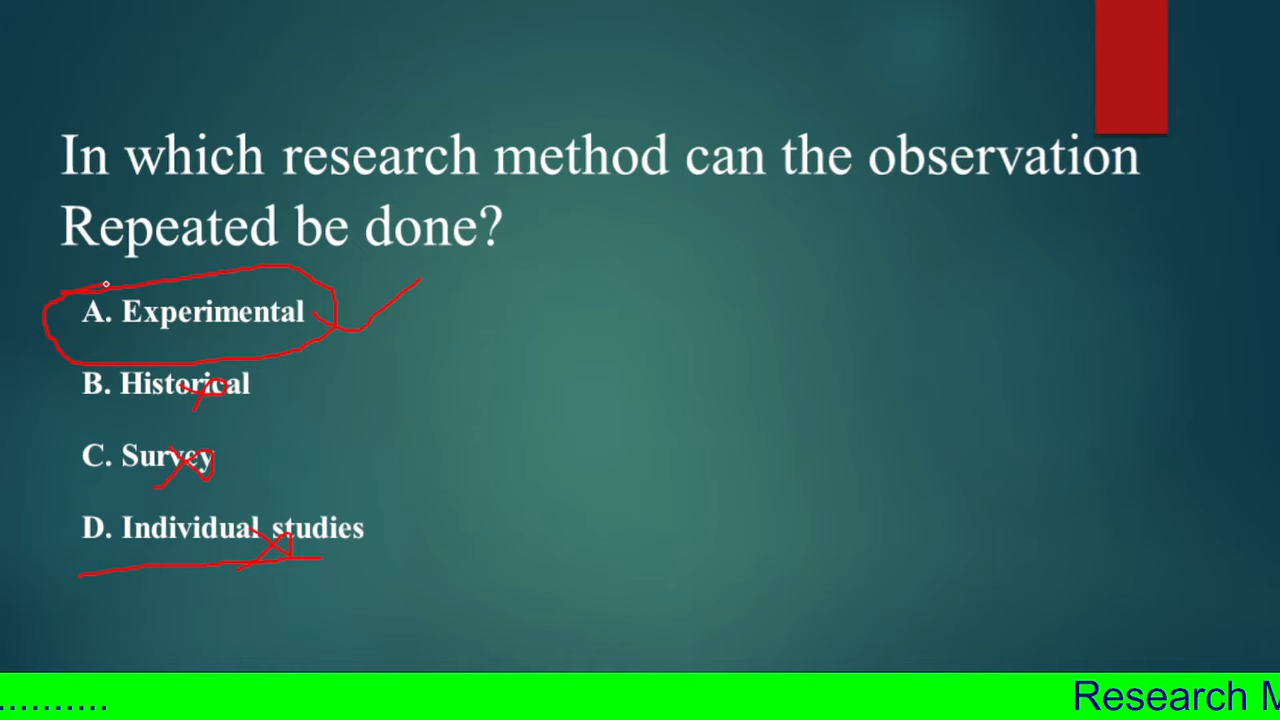 In which research method can the observation
Repeated be done?
A. Experimental
B. Historical
C. Survey
D. Individual studies
.......... Research M